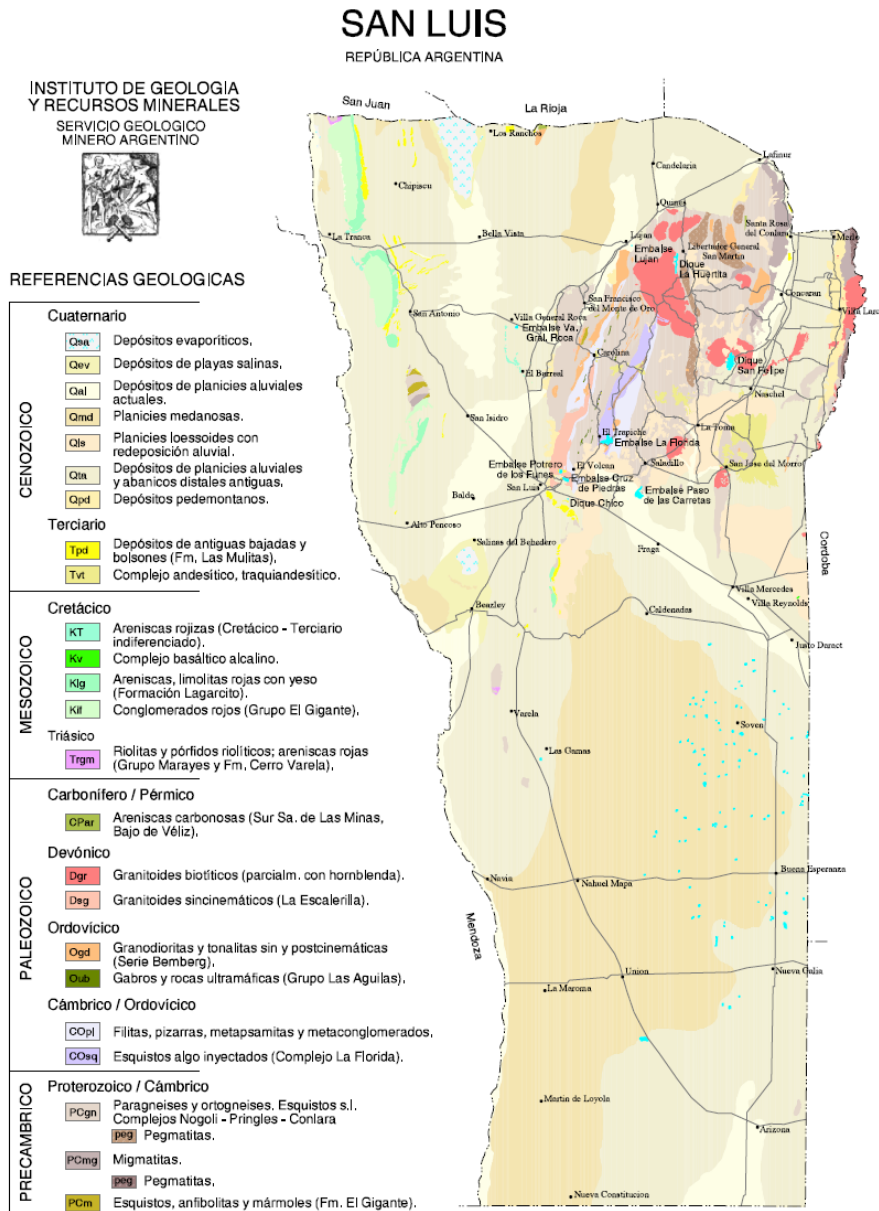 SAN LUIS
REPÚBLICA ARGENTINA
INSTITUTO DE GEOLOGIA
Y RECURSOS MINERALES
SERVICIO GEOLOGICO
MINERO ARGENTINO
REFERENCIAS GEOLOGICAS
CENOZOICO
Cuaternario
Qsa Depósitos evaporíticos,
Qev Depósitos de playas salinas,
Qal Depósitos de planicies aluviales
actuales.
Qmd Planicies medanosas.
Qls Planicies loessoides con
redeposición aluvial.
Qta Depósitos de planicies aluviales
y abanicos distales antiguas,
Qpd Depósitos pedemontanos.
Terciario
Tpd Depósitos de antiguas bajadas y
bolsones (Fm, Las Mulitas),
Tvt Complejo andesítico, traquiandesítico.
MESOZOICO
Cretácico
KT Areniscas rojizas (Cretácico - Terciario
indiferenciado).
Kv Complejo basáltico alcalino.
Klg Areniscas, limolitas rojas con yeso
(Formación Lagarcito).
Kif Conglomerados rojos (Grupo El Gigante),
Triásico
Trgm Riolitas y pórfidos riolíticos; areniscas rojas
(Grupo Marayes y Fm, Cerro Varela),
PALEOZOICO
Carbonífero / Pérmico
CPar Areniscas carbonosas (Sur Sa. de Las Minas,
Bajo de Véliz),
Devónico
Dgr Granitoides biotíticos (parcialm. con hornblenda).
Dsg Granitoides sincinemáticos (La Escalerilla).
Ordovícico
Ogd Granodioritas y tonalitas sin y postcinemáticas
(Serie Bemberg),
Oub Gabros y rocas ultramáficas (Grupo Las Aguilas),
Cámbrico / Ordovícico
COpl Filitas, pizarras, metapsamitas y metaconglomerados,
COsq Esquistos algo inyectados (Complejo La Florida).
PRECAMBRICO
Proterozoico / Cámbrico
PCgn Paragneises y ortogneises. Esquistos s.l.
Complejos Nogoli - Pringles - Conlara
peg Pegmatitas.
PCmg Migmatitas.
peg Pegmatitas,
PCm Esquistos, anfibolitas y mármoles (Fm. El Gigante).
San Juan
La Rioja
Los Ranchos
Lafinur
Candelaria
Chipiscu
Quines
Santa Rosa
del Conlara
La Tranca
Bella Vista
Lujan
Merlo
Embalse
Lujan
Libertador General
San Martin
Dique
La Huertita
Concaran
San Francisco
del Monte de Oro
San Antonio
Villa General Roca
Embalse Va.
Gral. Roca
Villa Larc
Carolina
Dique
San Felipe
El Barreal
Naschel
San Isidro
La Toma
El Trapiche
Embalse La Florida
Embalse Potrero
de los Funes
El Volcan
Saladillo
San Jose del Morro
San Luis
Embalse Cruz
de Piedras
Embalse Paso
de las Carretas
Balde
Dique Chico
Alto Pencoso
Cordoba
Salinas del Bebedero
Fraga
Villa Mercedes
Villa Reynolds
Beazley
Caldenadas
Justo Daract
Varela
Soven
Las Gamas
Buena Esperanza
Navia
Nahuel Mapa
Mendoza
Union
Nueva Galia
La Maroma
Martin de Loyola
Arizona
Nueva Constitucion